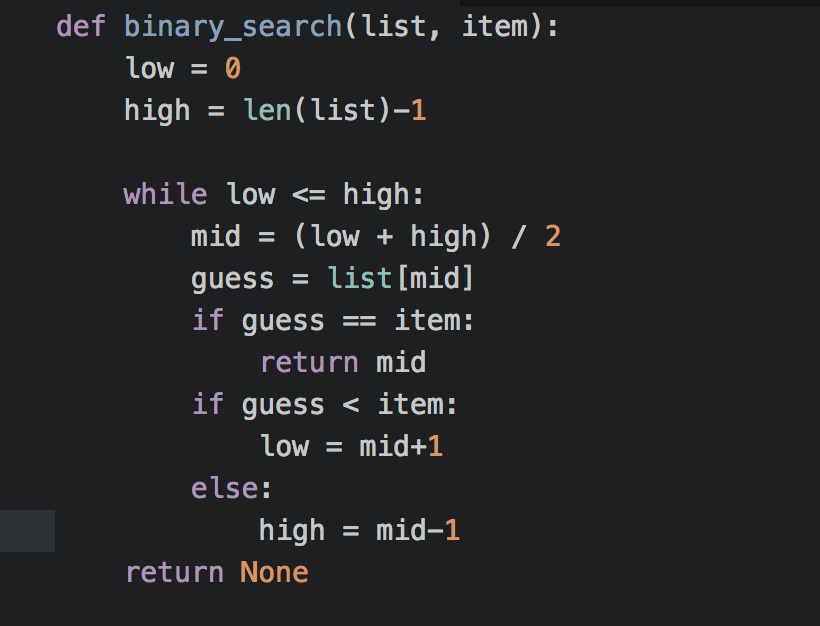 def binary_search(list, item):
    low = 0
    high = len(list)-1

    while low <= high:
        mid = (low + high) / 2
        guess = list[mid]
        if guess == item:
            return mid
        if guess < item:
            low = mid+1
        else:
            high = mid-1
    return None